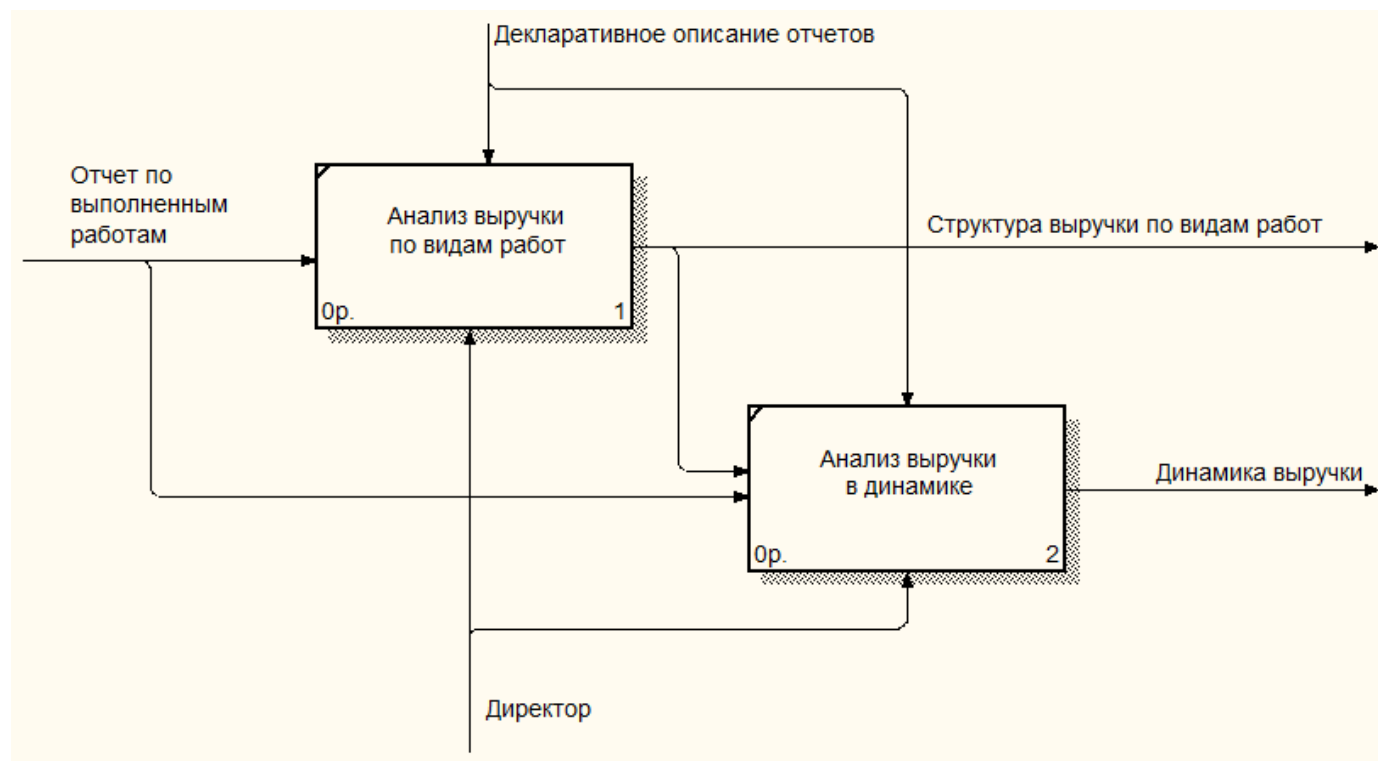 Декларативное описание отчетов
Отчет по
выполненным
работам
Анализ выручки
по видам работ
0р.
1
Структура выручки по видам работ
Анализ выручки
в динамике
0р.
2
Динамика выручки
Директор